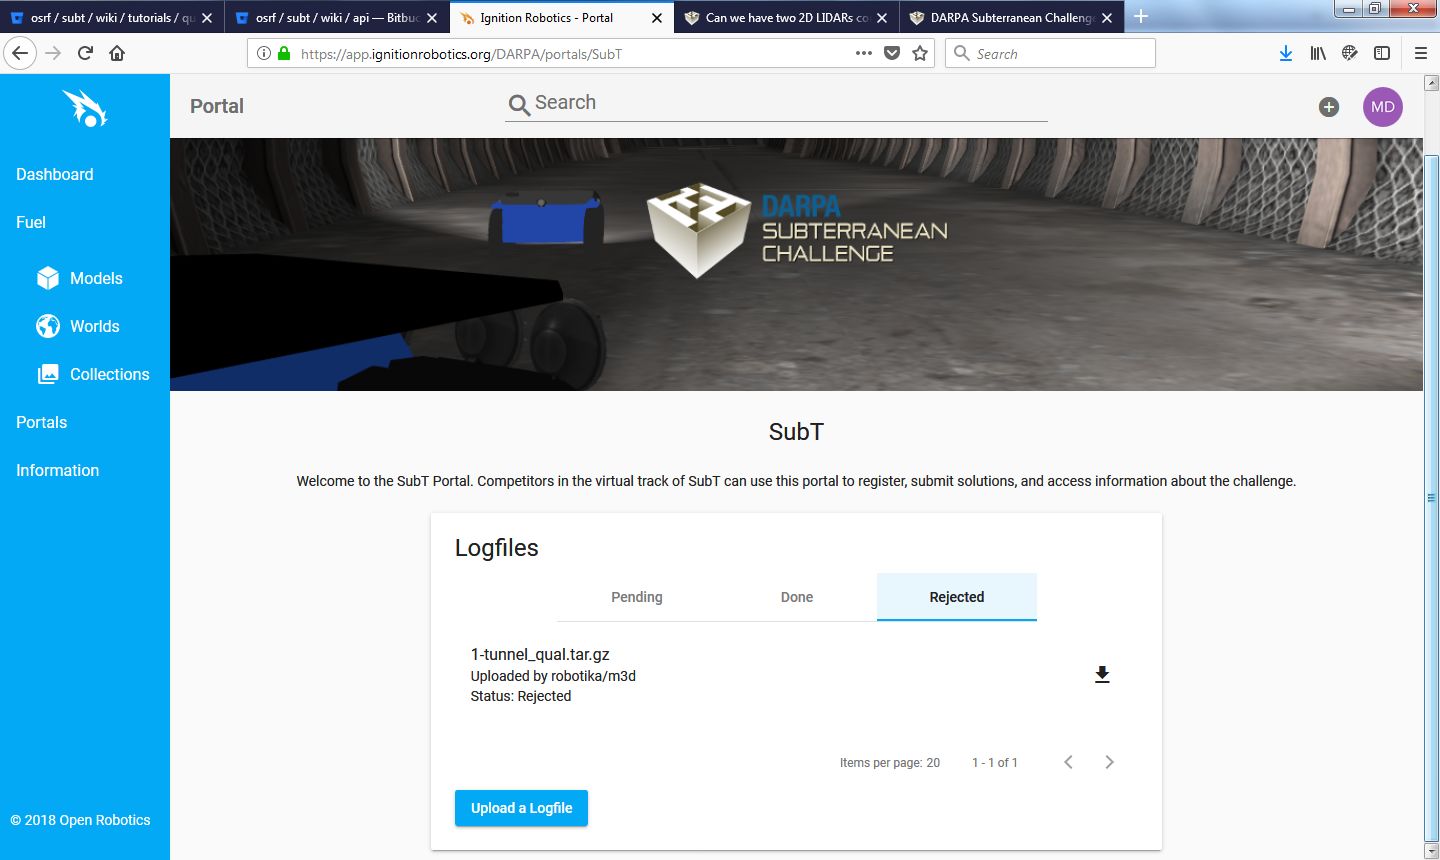 osrf / subt / wiki / tutorials / qu
osrf / subt / wiki / api — Bitbuc
Ignition Robotics - Portal
Can we have two 2D LIDARs co
DARPA Subterranean Challenge
https://app.ignitionrobotics.org/DARPA/portals/SubT
Search
Portal
Search
MD
Dashboard
Fuel
Models
Worlds
Collections
Portals
Information
© 2018 Open Robotics
DARPA
SUBTERRANEAN
CHALLENGE
SubT
Welcome to the SubT Portal. Competitors in the virtual track of SubT can use this portal to register, submit solutions, and access information about the challenge.
Logfiles
Pending
Done
Rejected
1-tunnel_qual.tar.gz
Uploaded by robotika/m3d
Status: Rejected
Items per page: 20
1 - 1 of 1
Upload a Logfile